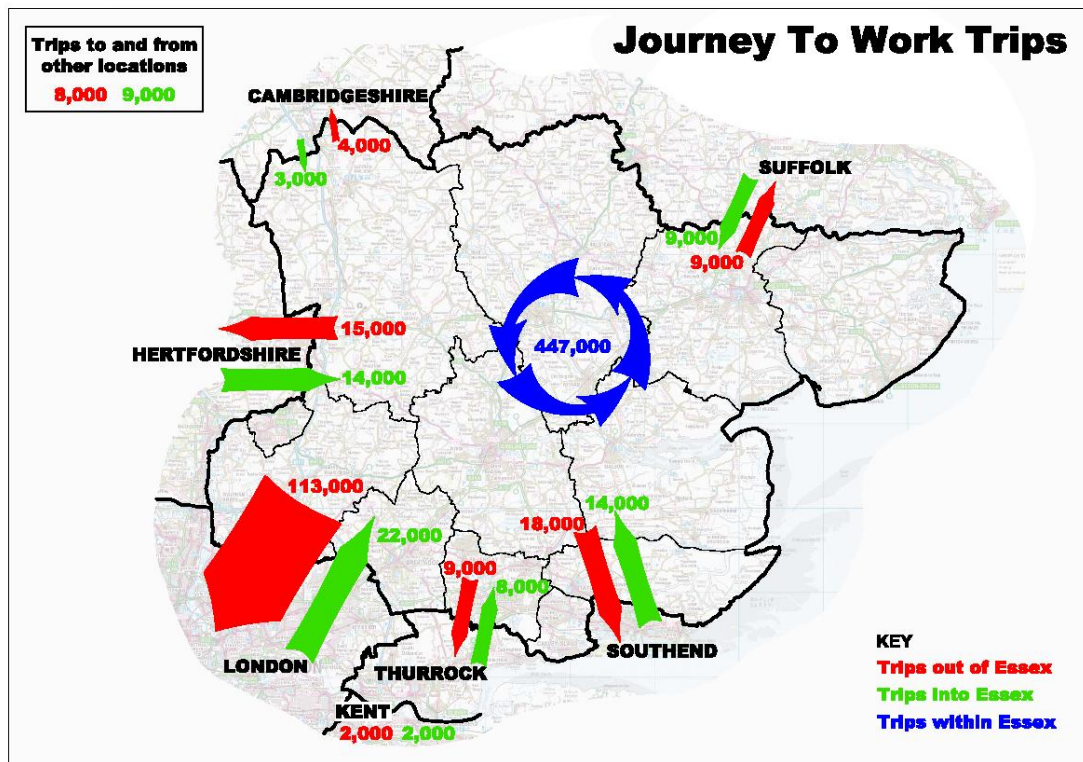 Journey To Work Trips
Trips to and from
other locations
8,000 9,000
CAMBRIDGESHIRE
4,000
3,000
SUFFOLK
9,000
9,000
15,000
HERTFORDSHIRE
14,000
447,000
113,000
22,000
LONDON
9,000
8,000
THURROCK
18,000
14,000
SOUTHEND
KENT
2,000 2,000
KEY
Trips out of Essex
Trips into Essex
Trips within Essex